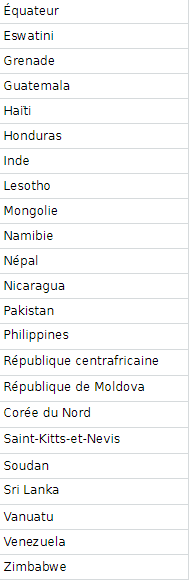 Équateur
Eswatini
Grenade
Guatemala
Haïti
Honduras
Inde
Lesotho
Mongolie
Namibie
Népal
Nicaragua
Pakistan
Philippines
République centrafricaine
République de Moldova
Corée du Nord
Saint-Kitts-et-Nevis
Soudan
Sri Lanka
Vanuatu
Venezuela
Zimbabwe